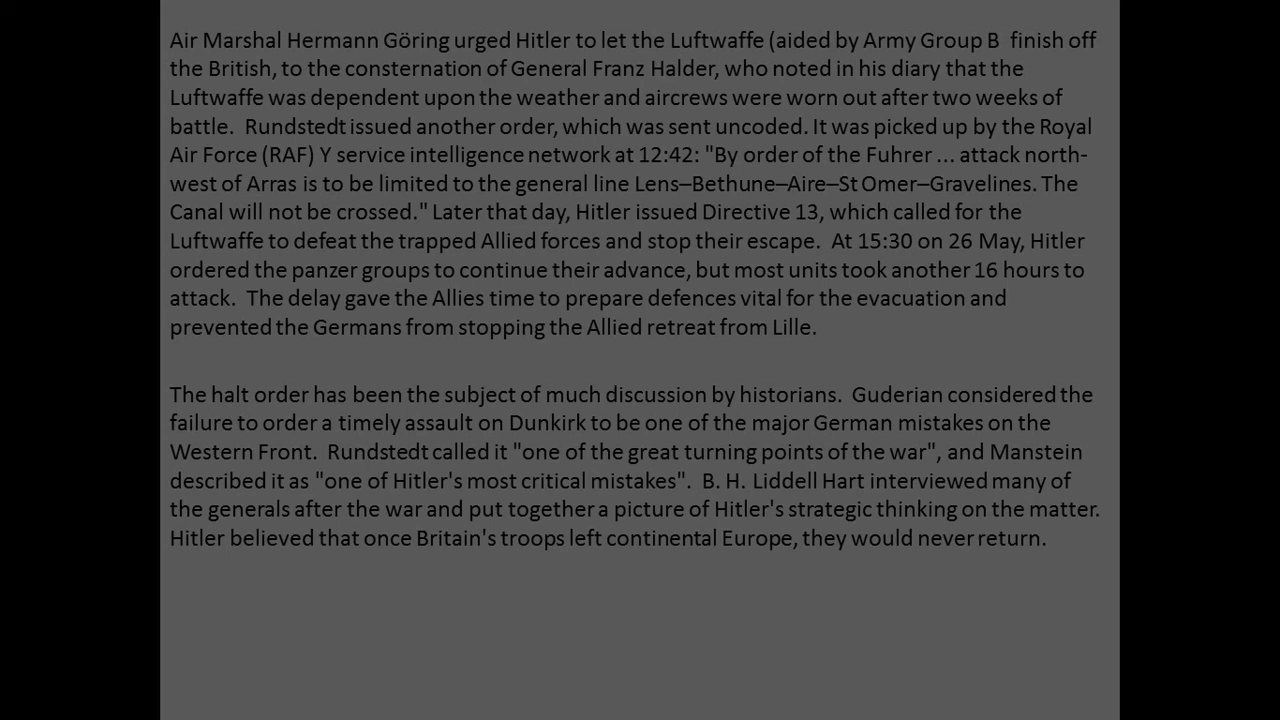 Air Marshal Hermann Göring urged Hitler to let the Luftwaffe (aided by Army Group B  finish off
the British, to the consternation of General Franz Halder, who noted in his diary that the
Luftwaffe was dependent upon the weather and aircrews were worn out after two weeks of
battle.  Rundstedt issued another order, which was sent uncoded. It was picked up by the Royal
Air Force (RAF) Y service intelligence network at 12:42: "By order of the Fuhrer ... attack north-
west of Arras is to be limited to the general line Lens–Bethune–Aire–St Omer–Gravelines. The
Canal will not be crossed." Later that day, Hitler issued Directive 13, which called for the
Luftwaffe to defeat the trapped Allied forces and stop their escape.  At 15:30 on 26 May, Hitler
ordered the panzer groups to continue their advance, but most units took another 16 hours to
attack.  The delay gave the Allies time to prepare defences vital for the evacuation and
prevented the Germans from stopping the Allied retreat from Lille.

The halt order has been the subject of much discussion by historians.  Guderian considered the
failure to order a timely assault on Dunkirk to be one of the major German mistakes on the
Western Front.  Rundstedt called it "one of the great turning points of the war", and Manstein
described it as "one of Hitler's most critical mistakes".  B. H. Liddell Hart interviewed many of
the generals after the war and put together a picture of Hitler's strategic thinking on the matter.
Hitler believed that once Britain's troops left continental Europe, they would never return.